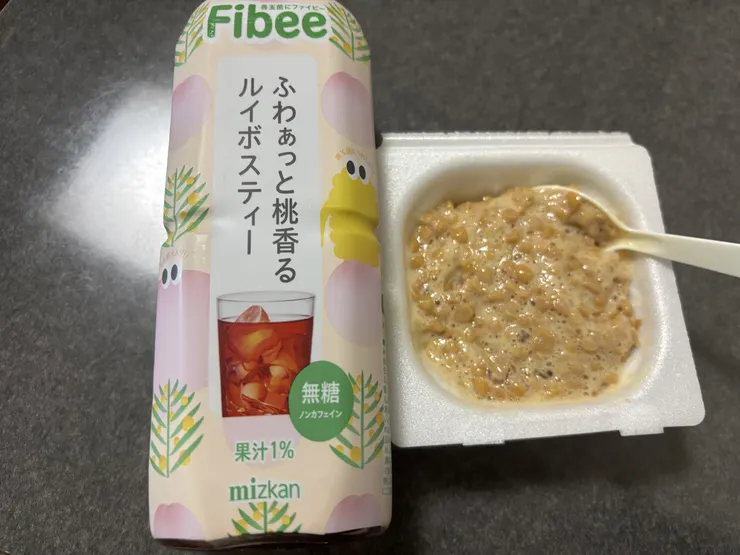 善玉菌にファイビー
Fibee
ふわぁっと桃香る
ルイボスティー
無糖
ノンカフェイン
果汁1%
mizkan